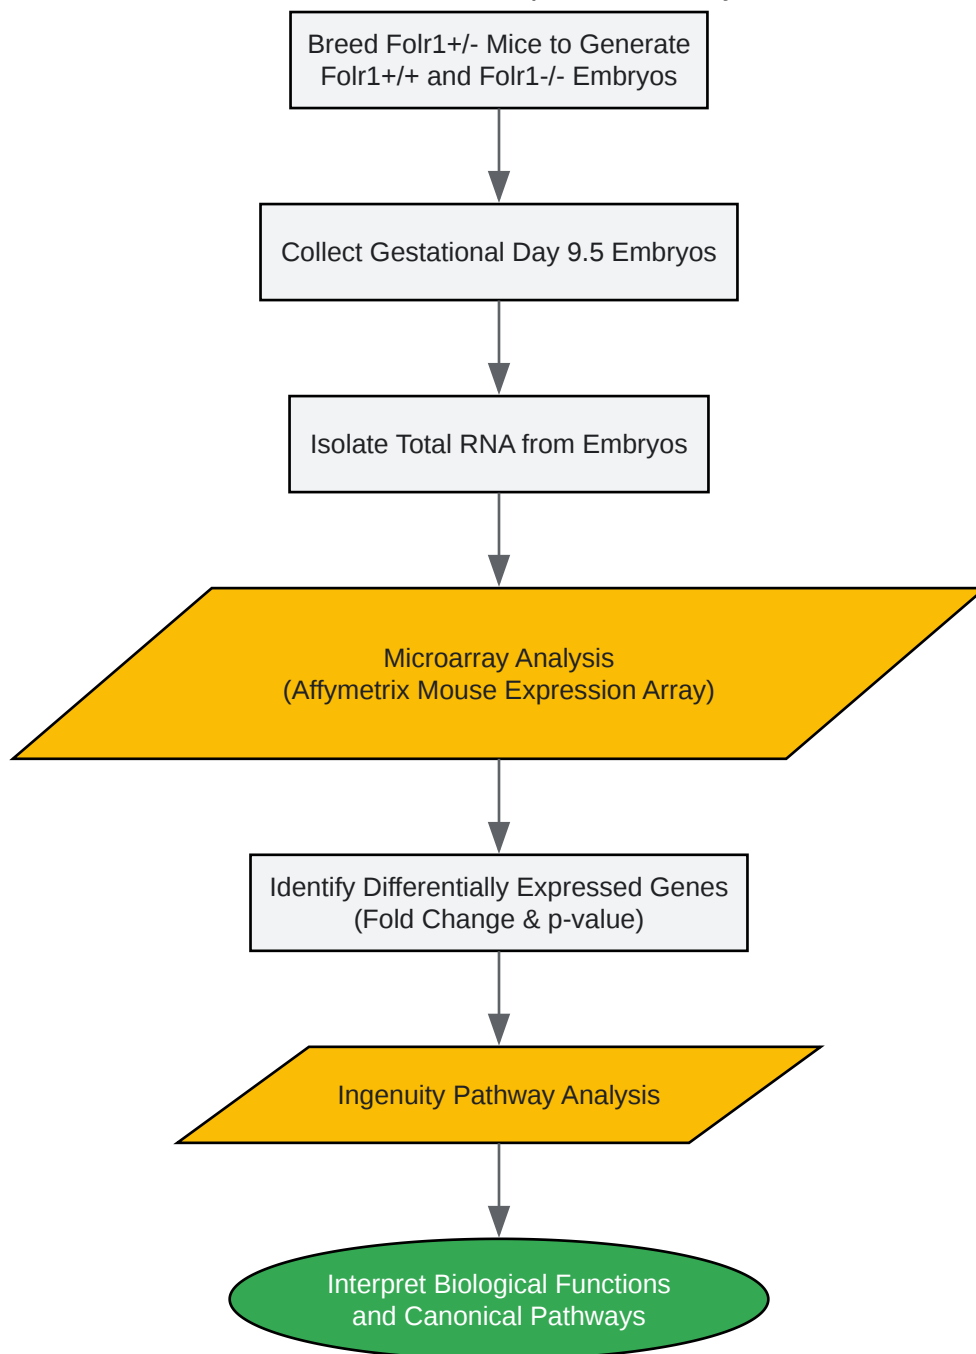 Breed Folr1+/- Mice to Generate
Folr1+/+ and Folr1-/- Embryos
Collect Gestational Day 9.5 Embryos
Isolate Total RNA from Embryos
Microarray Analysis
(Affymetrix Mouse Expression Array)
Identify Differentially Expressed Genes
(Fold Change & p-value)
Ingenuity Pathway Analysis
Interpret Biological Functions
and Canonical Pathways